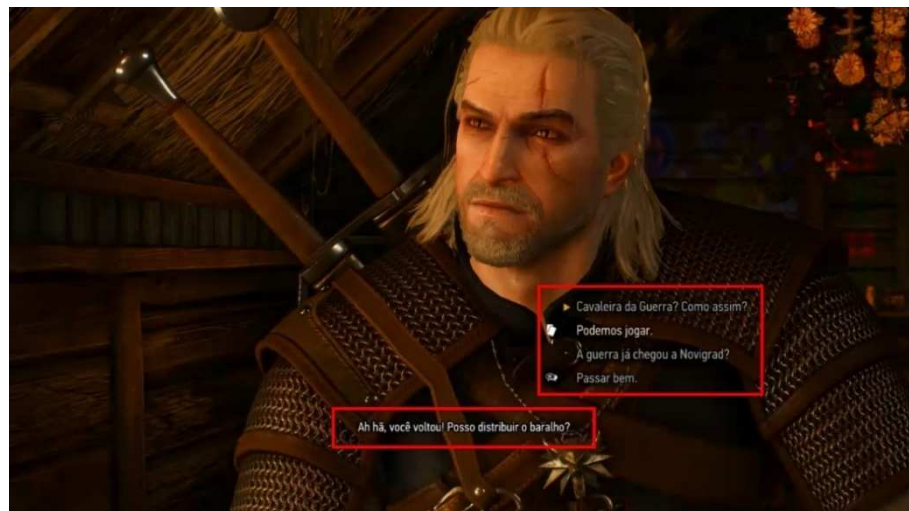 Cavaleira da Guerra? Como assim?
Podemos jogar.
A guerra já chegou a Novigrad?
Passar bem.
Ah hã, você voltou! Posso distribuir o baralho?